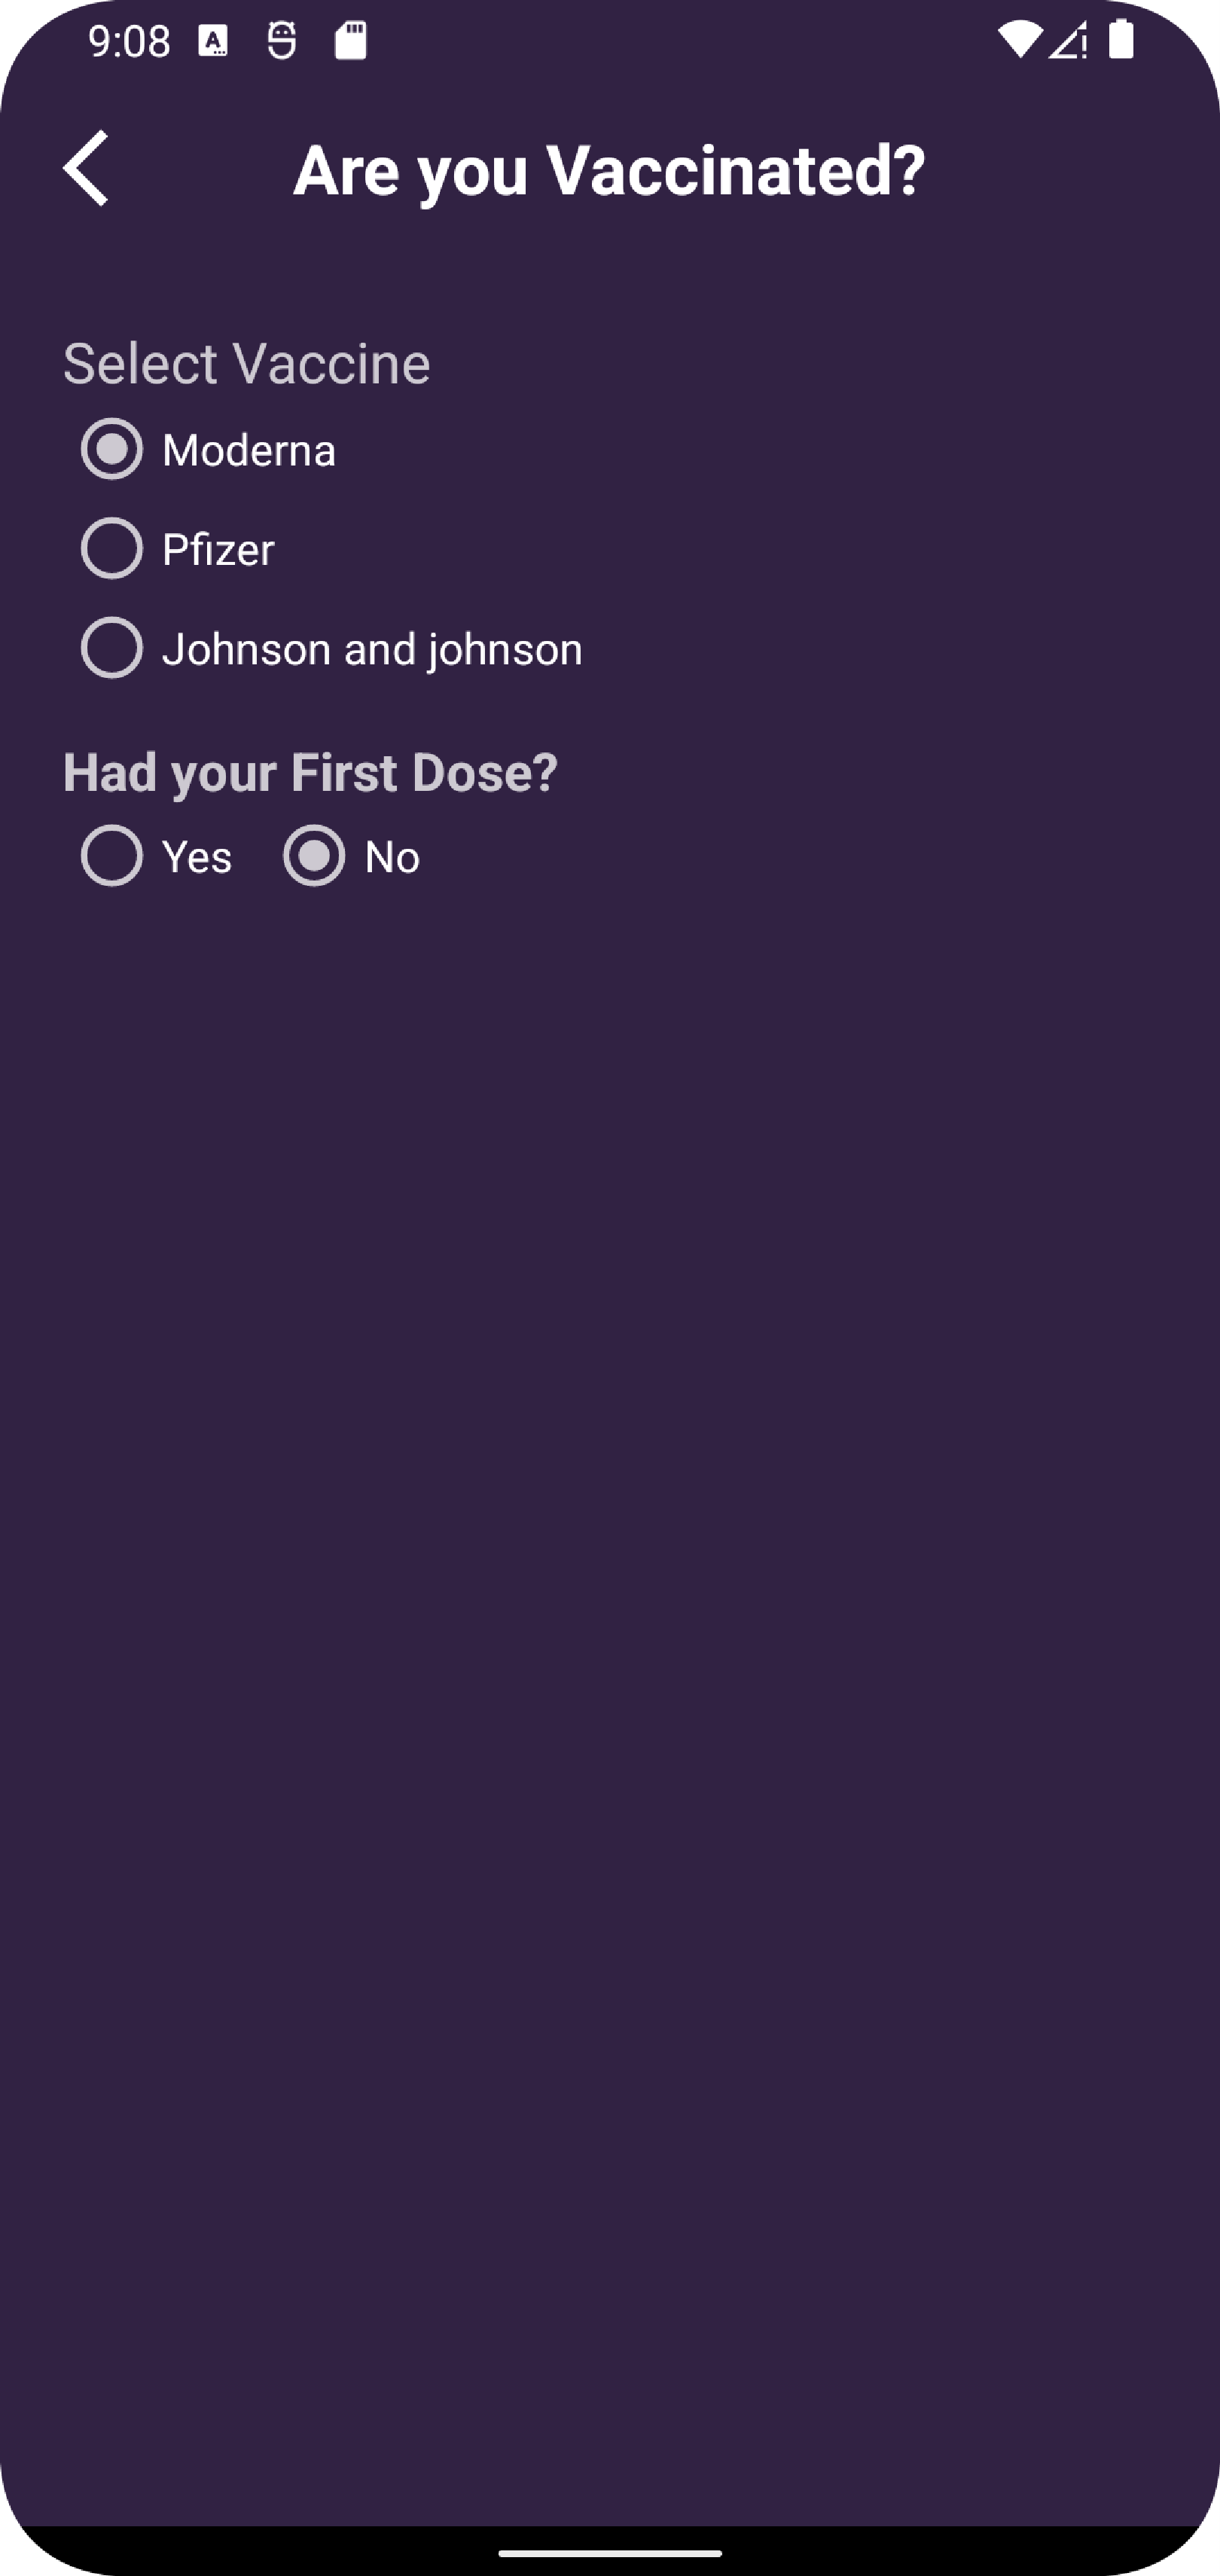 9:08
Are you Vaccinated?
Select Vaccine
Moderna
Pfizer
Johnson and johnson
Had your First Dose?
Yes No